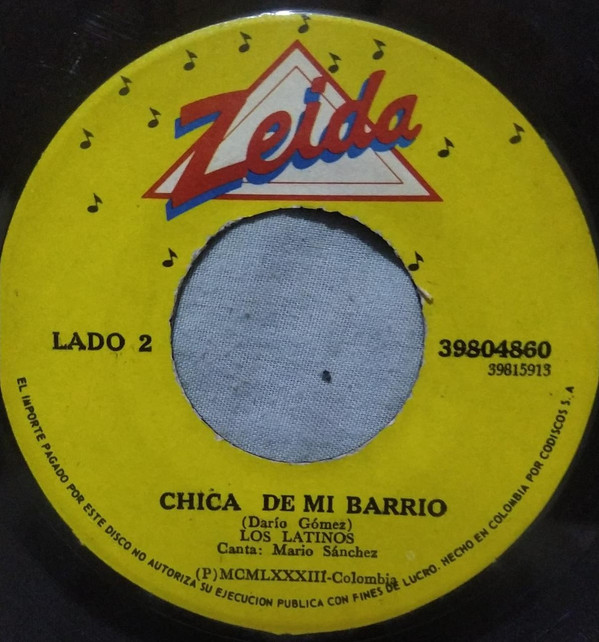 Zeida
LADO 2
39804860
39815913
CHICA DE MI BARRIO
(Darío Gómez)
LOS LATINOS
Canta: Mario Sánchez
(P) MCMLXXXIII-Colombia
EL IMPORTE PAGADO POR ESTE DISCO NO AUTORIZA SU EJECUCION PUBLICA CON FINES DE LUCRO. HECHO EN COLOMBIA POR CODISCOS S. A